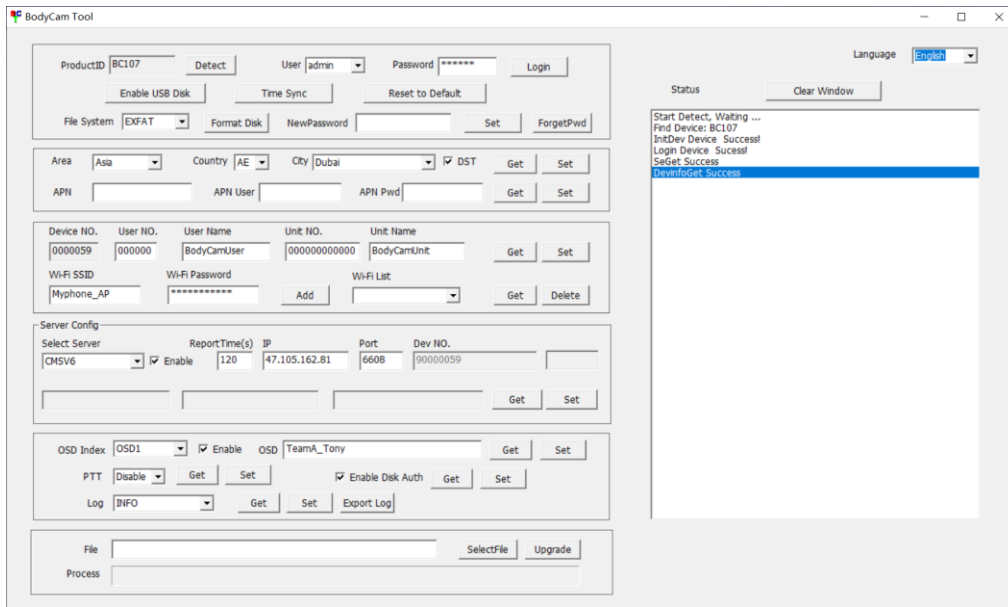 BodyCam Tool
Language English
ProductID BC107 Detect User admin Password ****** Login
Enable USB Disk Time Sync Reset to Default
File System EXFAT Format Disk NewPassword Set ForgetPwd
Area Asia Country AE City Dubai DST Get Set
APN APN User APN Pwd Get Set
Device NO. User NO. User Name Unit NO. Unit Name
0000059 000000 BodyCamUser 000000000000 BodyCamUnit Get Set
Wi-Fi SSID Wi-Fi Password Wi-Fi List
Myphone_AP *********** Add Get Delete
Server Config
Select Server ReportTime(s) IP Port Dev NO.
CMSV6 Enable 120 47.105.162.81 6608 90000059
Get Set
OSD Index OSD1 Enable OSD TeamA_Tony Get Set
PTT Disable Get Set Enable Disk Auth Get Set
Log INFO Get Set Export Log
File SelectFile Upgrade
Process
Status Clear Window
Start Detect, Waiting ...
Find Device: BC107
InitDev Device Success!
Login Device Sucess!
SeGet Success
DevinfoGet Success